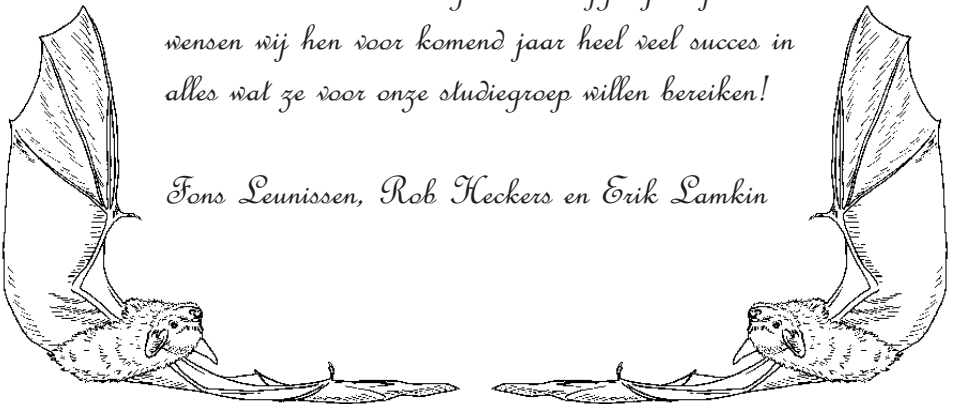 wensen wij hen voor komend jaar heel veel succes in
alles wat ze voor onze studiegroep willen bereiken!
Fons Leunissen, Rob Heckers en Erik Lamkin